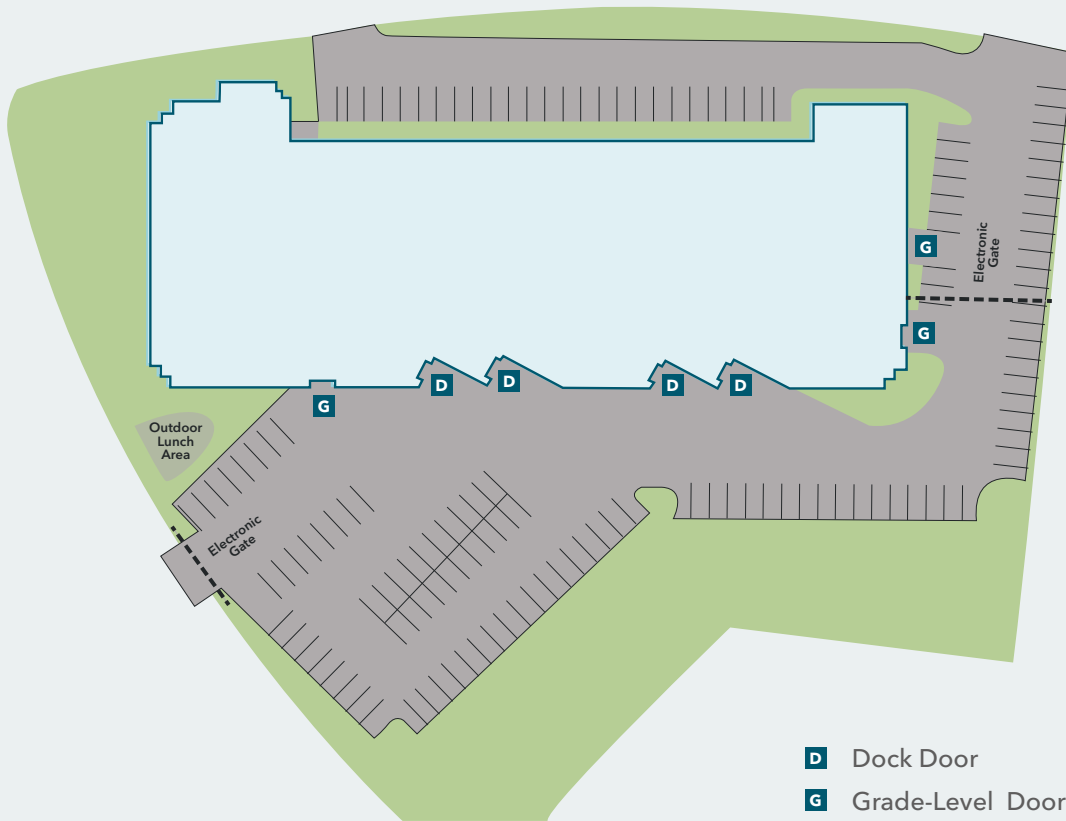 G
Electronic
Gate
G
D
D
D
D
G
Outdoor
Lunch
Area
Electronic
Gate
D Dock Door
G Grade-Level Door